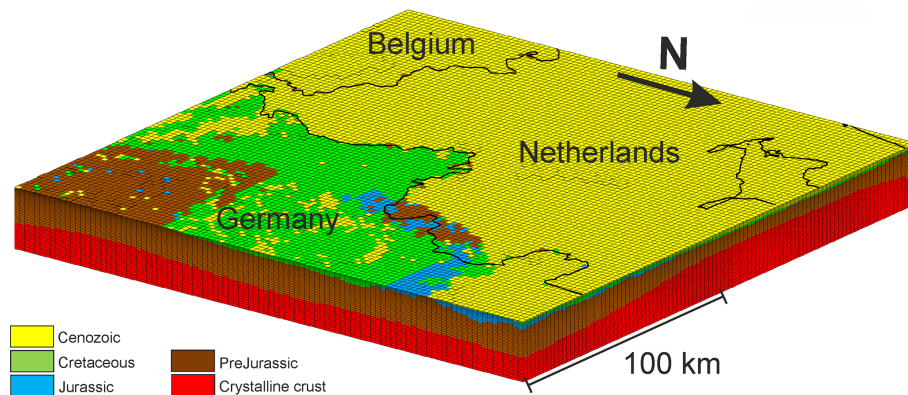 Belgium
N
Netherlands
Germany
Cenozoic
Cretaceous
Jurassic
PreJurassic
Crystalline crust
100 km